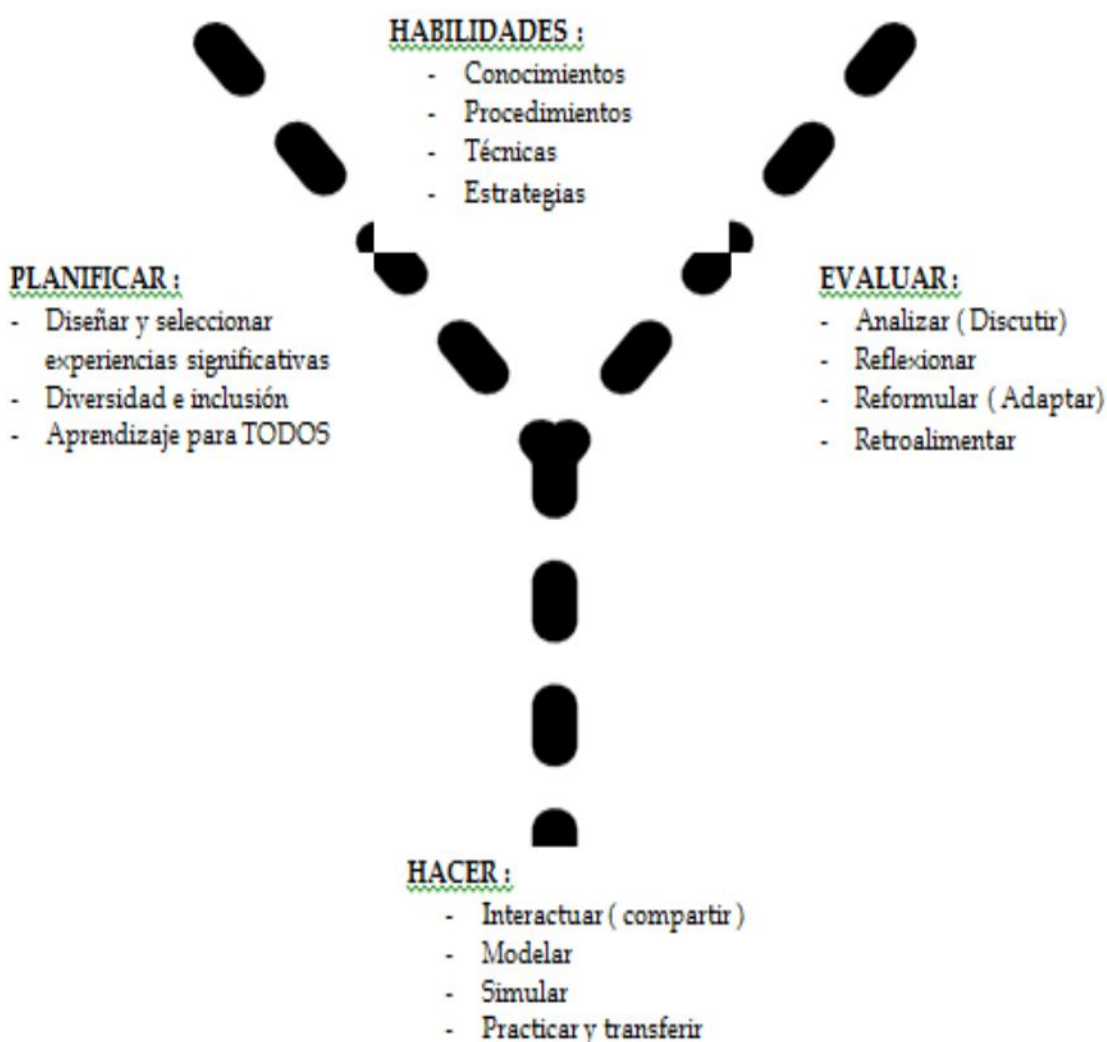 HABILIDADES :
- Conocimientos
- Procedimientos
- Técnicas
- Estrategias
PLANIFICAR :
- Diseñar y seleccionar
experiencias significativas
- Diversidad e inclusión
- Aprendizaje para TODOS
EVALUAR :
- Analizar ( Discutir)
- Reflexionar
- Reformular ( Adaptar)
- Retroalimentar
HACER :
- Interactuar ( compartir )
- Modelar
- Simular
- Practicar y transferir